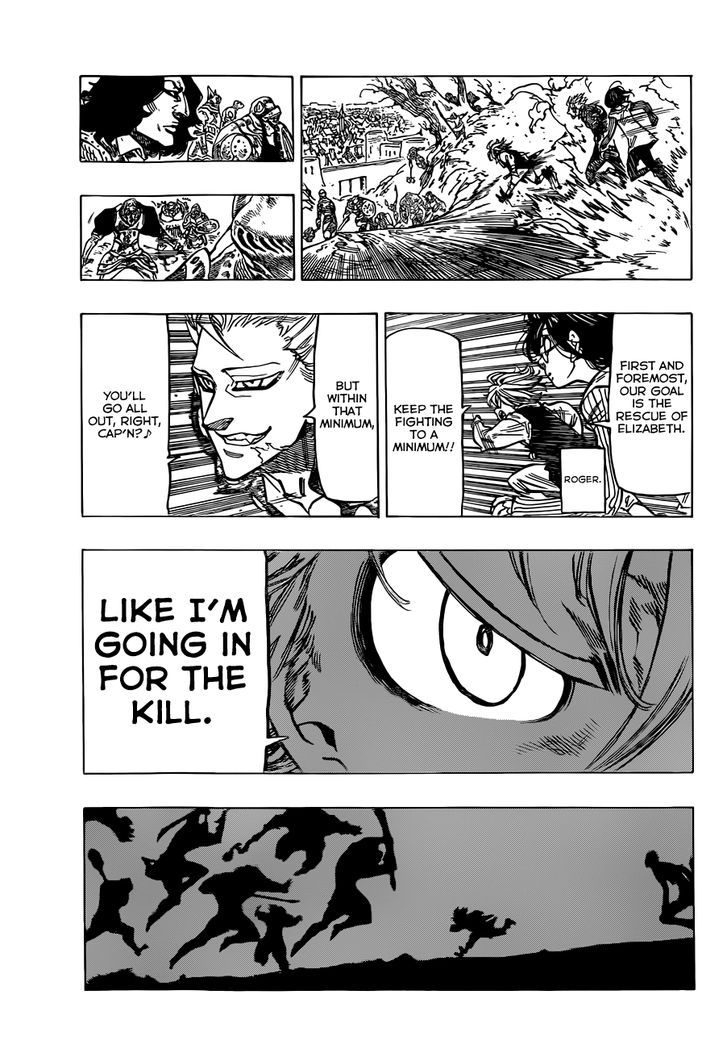 FIRST AND
FOREMOST,
OUR GOAL
IS THE
RESCUE OF
ELIZABETH.
KEEP THE
FIGHTING
TO A
MINIMUM!!
ROGER.
BUT
WITHIN
THAT
MINIMUM,
YOU'LL
GO ALL
OUT, RIGHT,
CAP'N?♪
LIKE I'M
GOING IN
FOR THE
KILL.